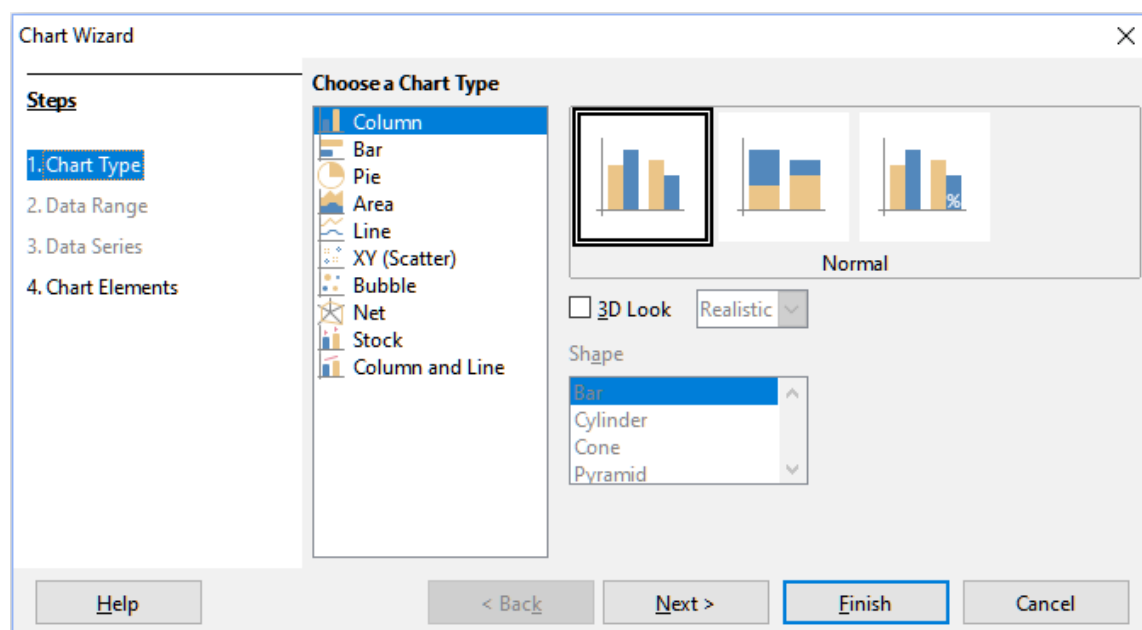 Chart Wizard
Steps
1. Chart Type
2. Data Range
3. Data Series
4. Chart Elements
Choose a Chart Type
Column
Bar
Pie
Area
Line
XY (Scatter)
Bubble
Net
Stock
Column and Line
%
Normal
3D Look
Realistic
Shape
Bar
Cylinder
Cone
Pyramid
Help
< Back
Next >
Finish
Cancel